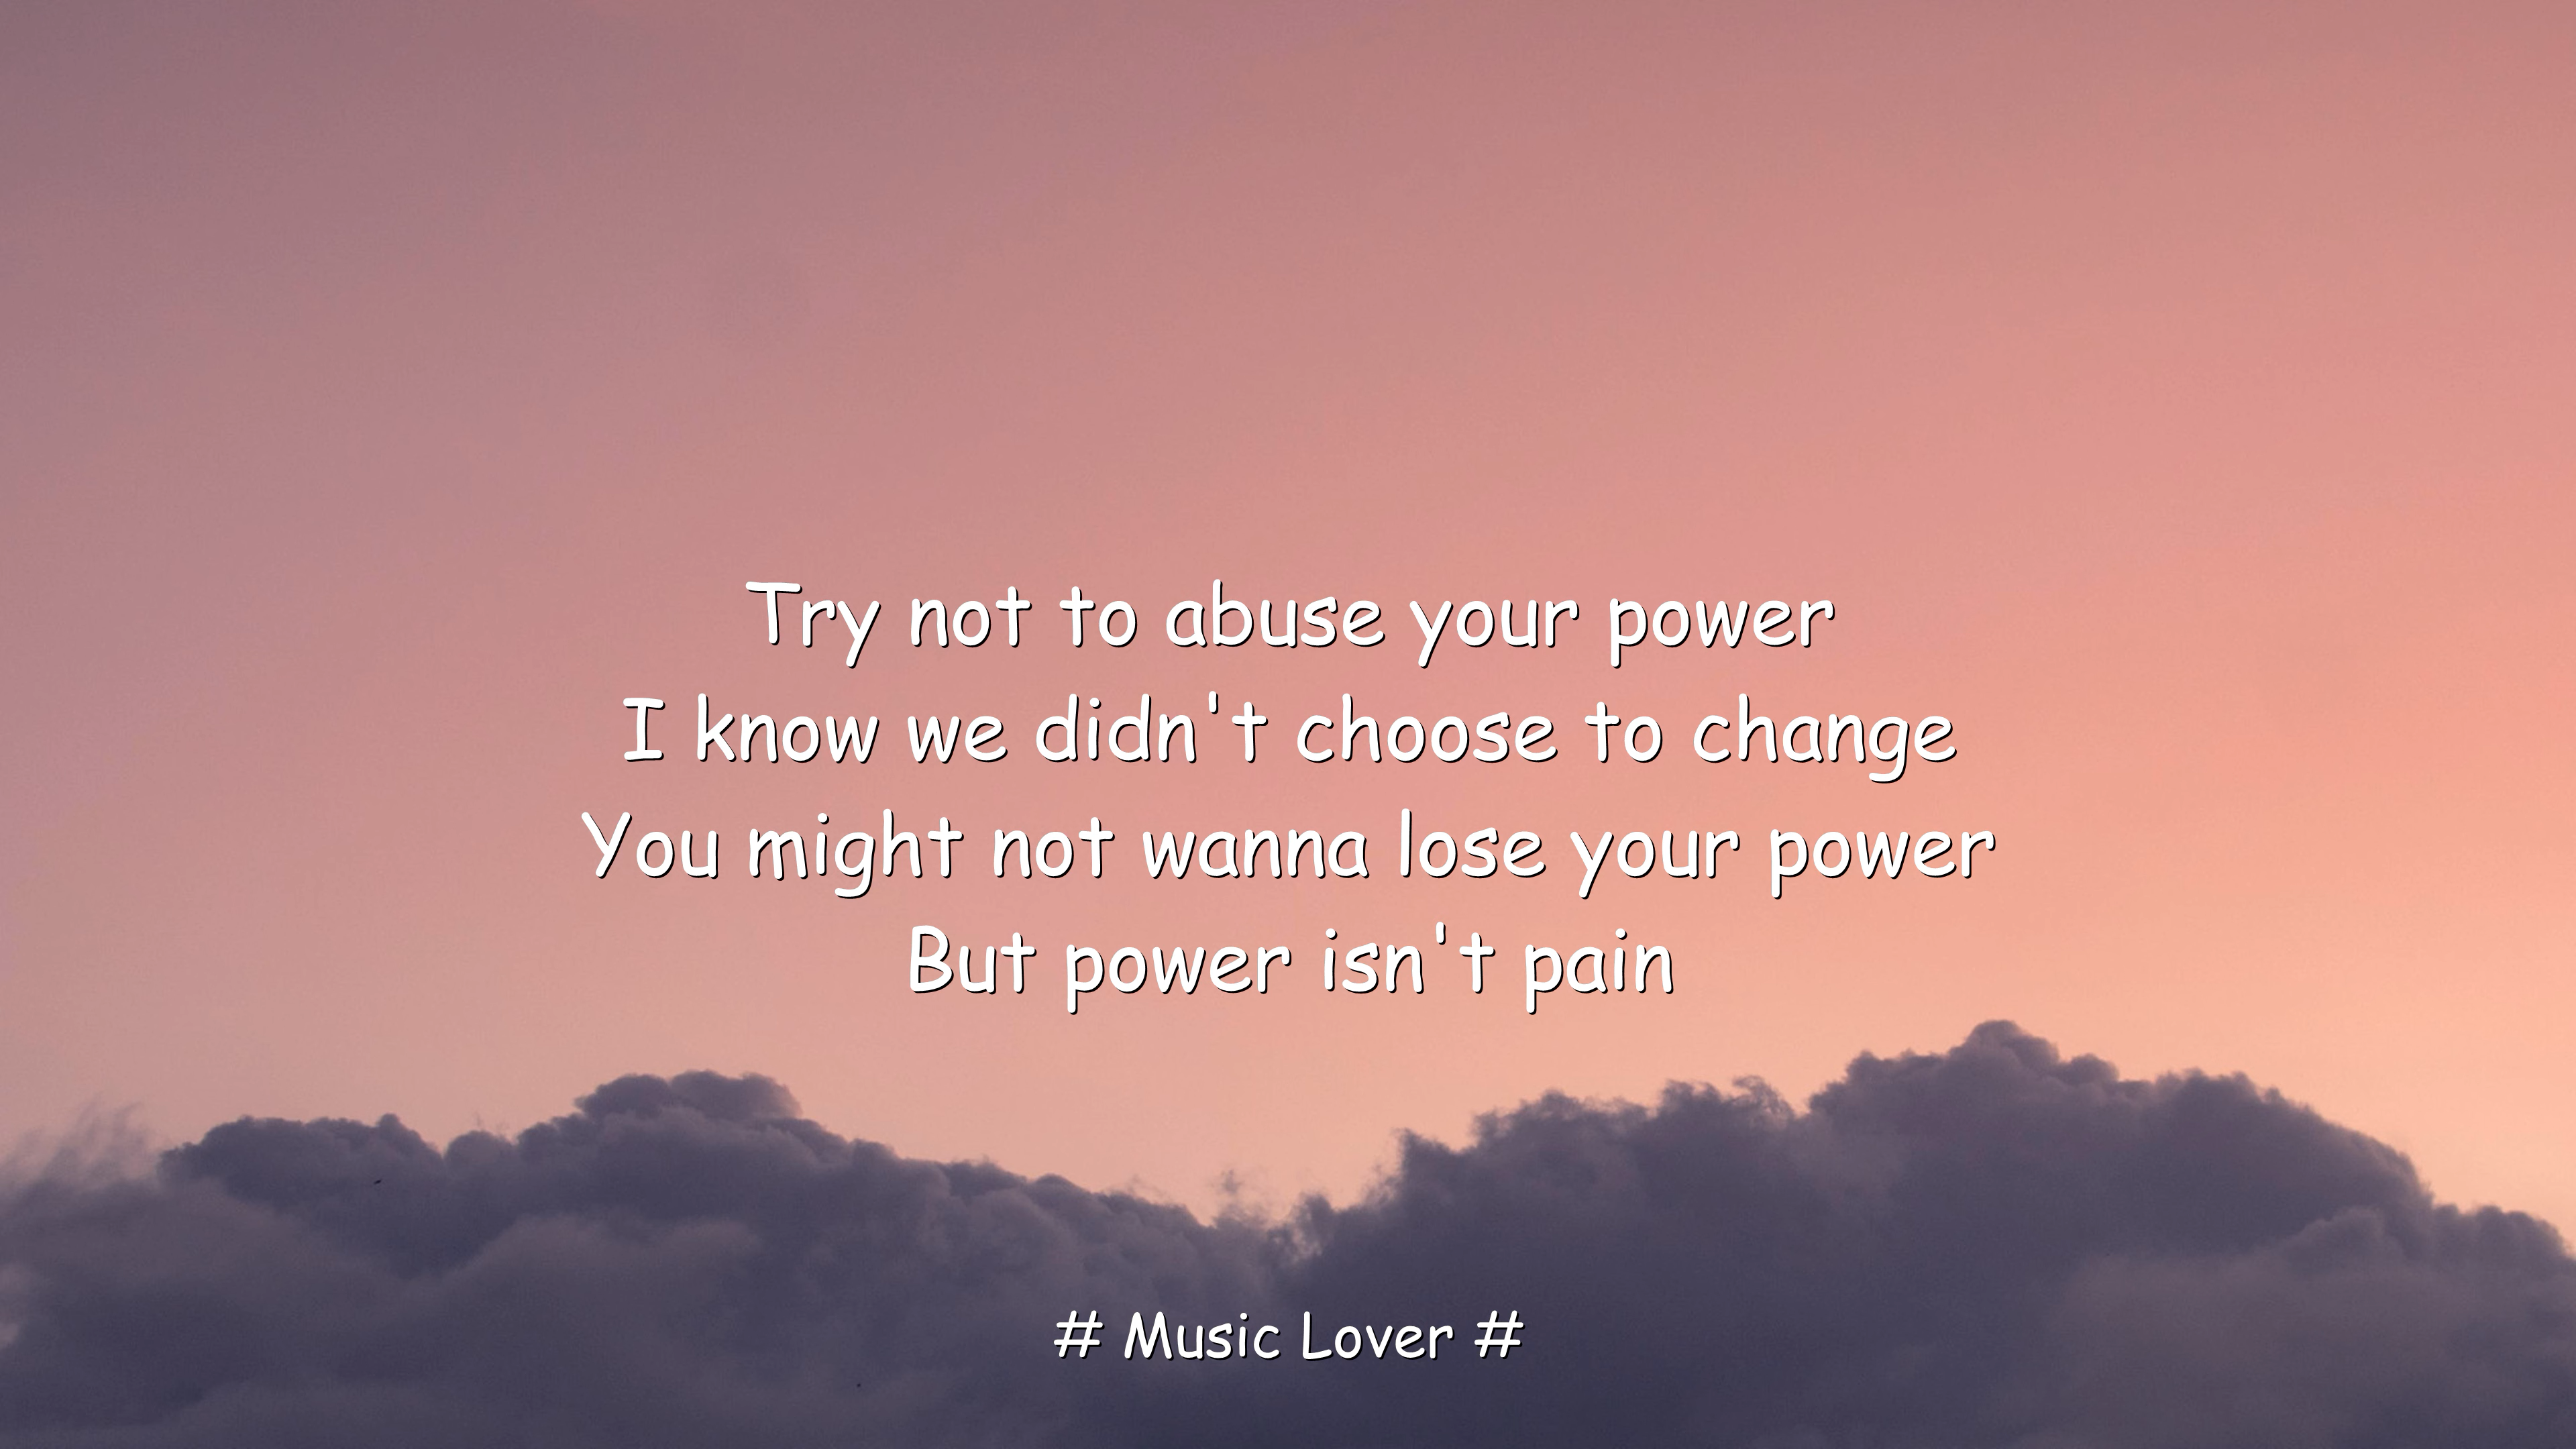 Try not to abuse your power
I know we didn't choose to change
You might not wanna lose your power
But power isn't pain
# Music Lover #